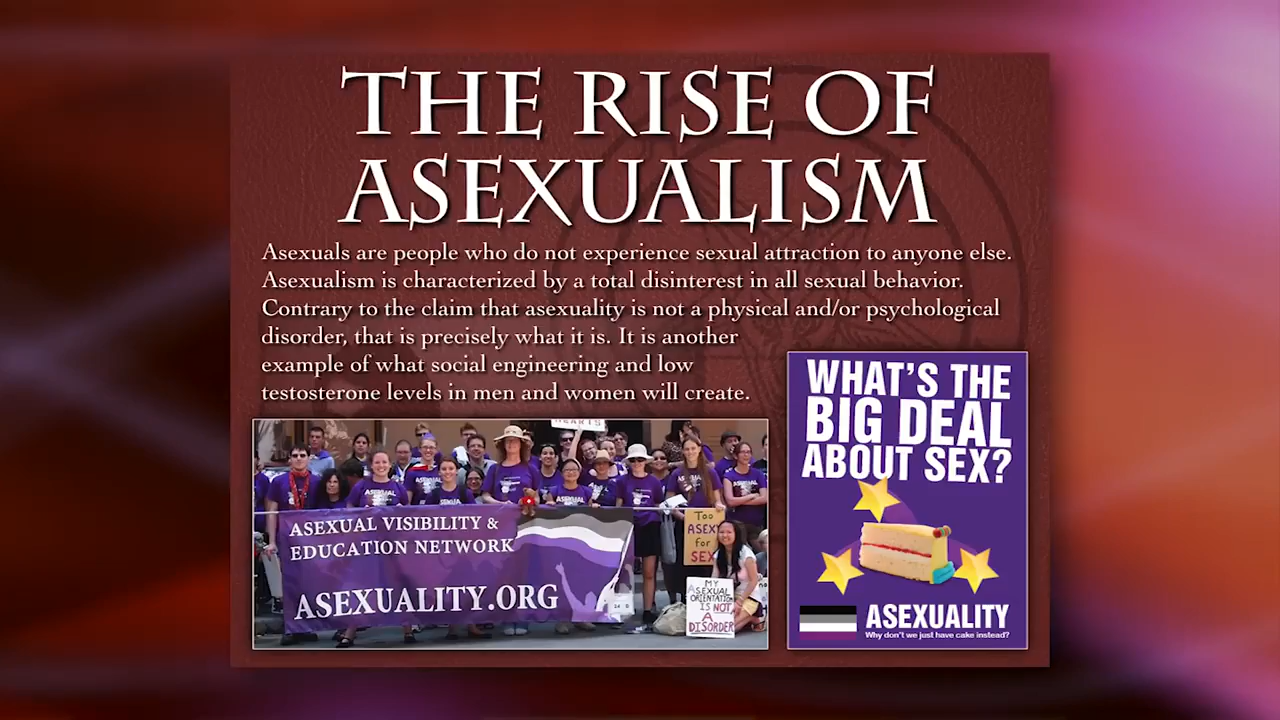 THE RISE OF
ASEXUALISM
Asexuals are people who do not experience sexual attraction to anyone else.
Asexualism is characterized by a total disinterest in all sexual behavior.
Contrary to the claim that asexuality is not a physical and/or psychological
disorder, that is precisely what it is. It is another
example of what social engineering and low
testosterone levels in men and women will create.
HEARTS
ASEXUAL VISIBILITY &
EDUCATION NETWORK
ASEXUALITY.ORG
Too
ASEXY
for
SEX
MY
ASEXUAL
ORIENTATION
IS NOT
A
DISORDER
WHAT'S THE
BIG DEAL
ABOUT SEX?
ASEXUALITY
Why don't we just have cake instead?